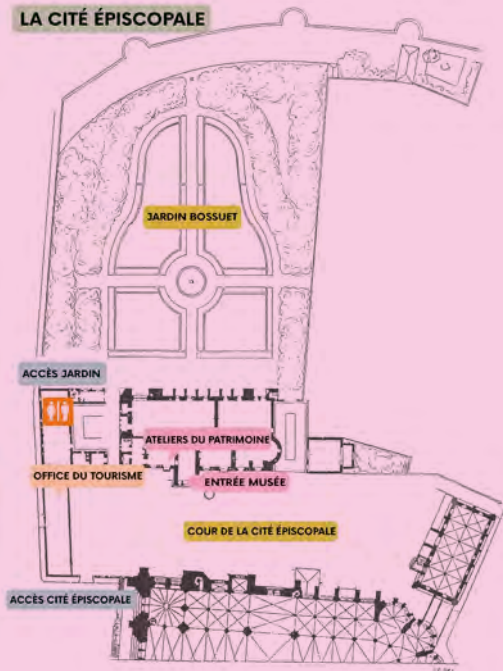 LA CITÉ ÉPISCOPALE
JARDIN BOSSUET
ACCÈS JARDIN
ATELIERS DU PATRIMOINE
OFFICE DU TOURISME
ENTRÉE MUSÉE
COUR DE LA CITÉ ÉPISCOPALE
ACCÈS CITÉ ÉPISCOPALE